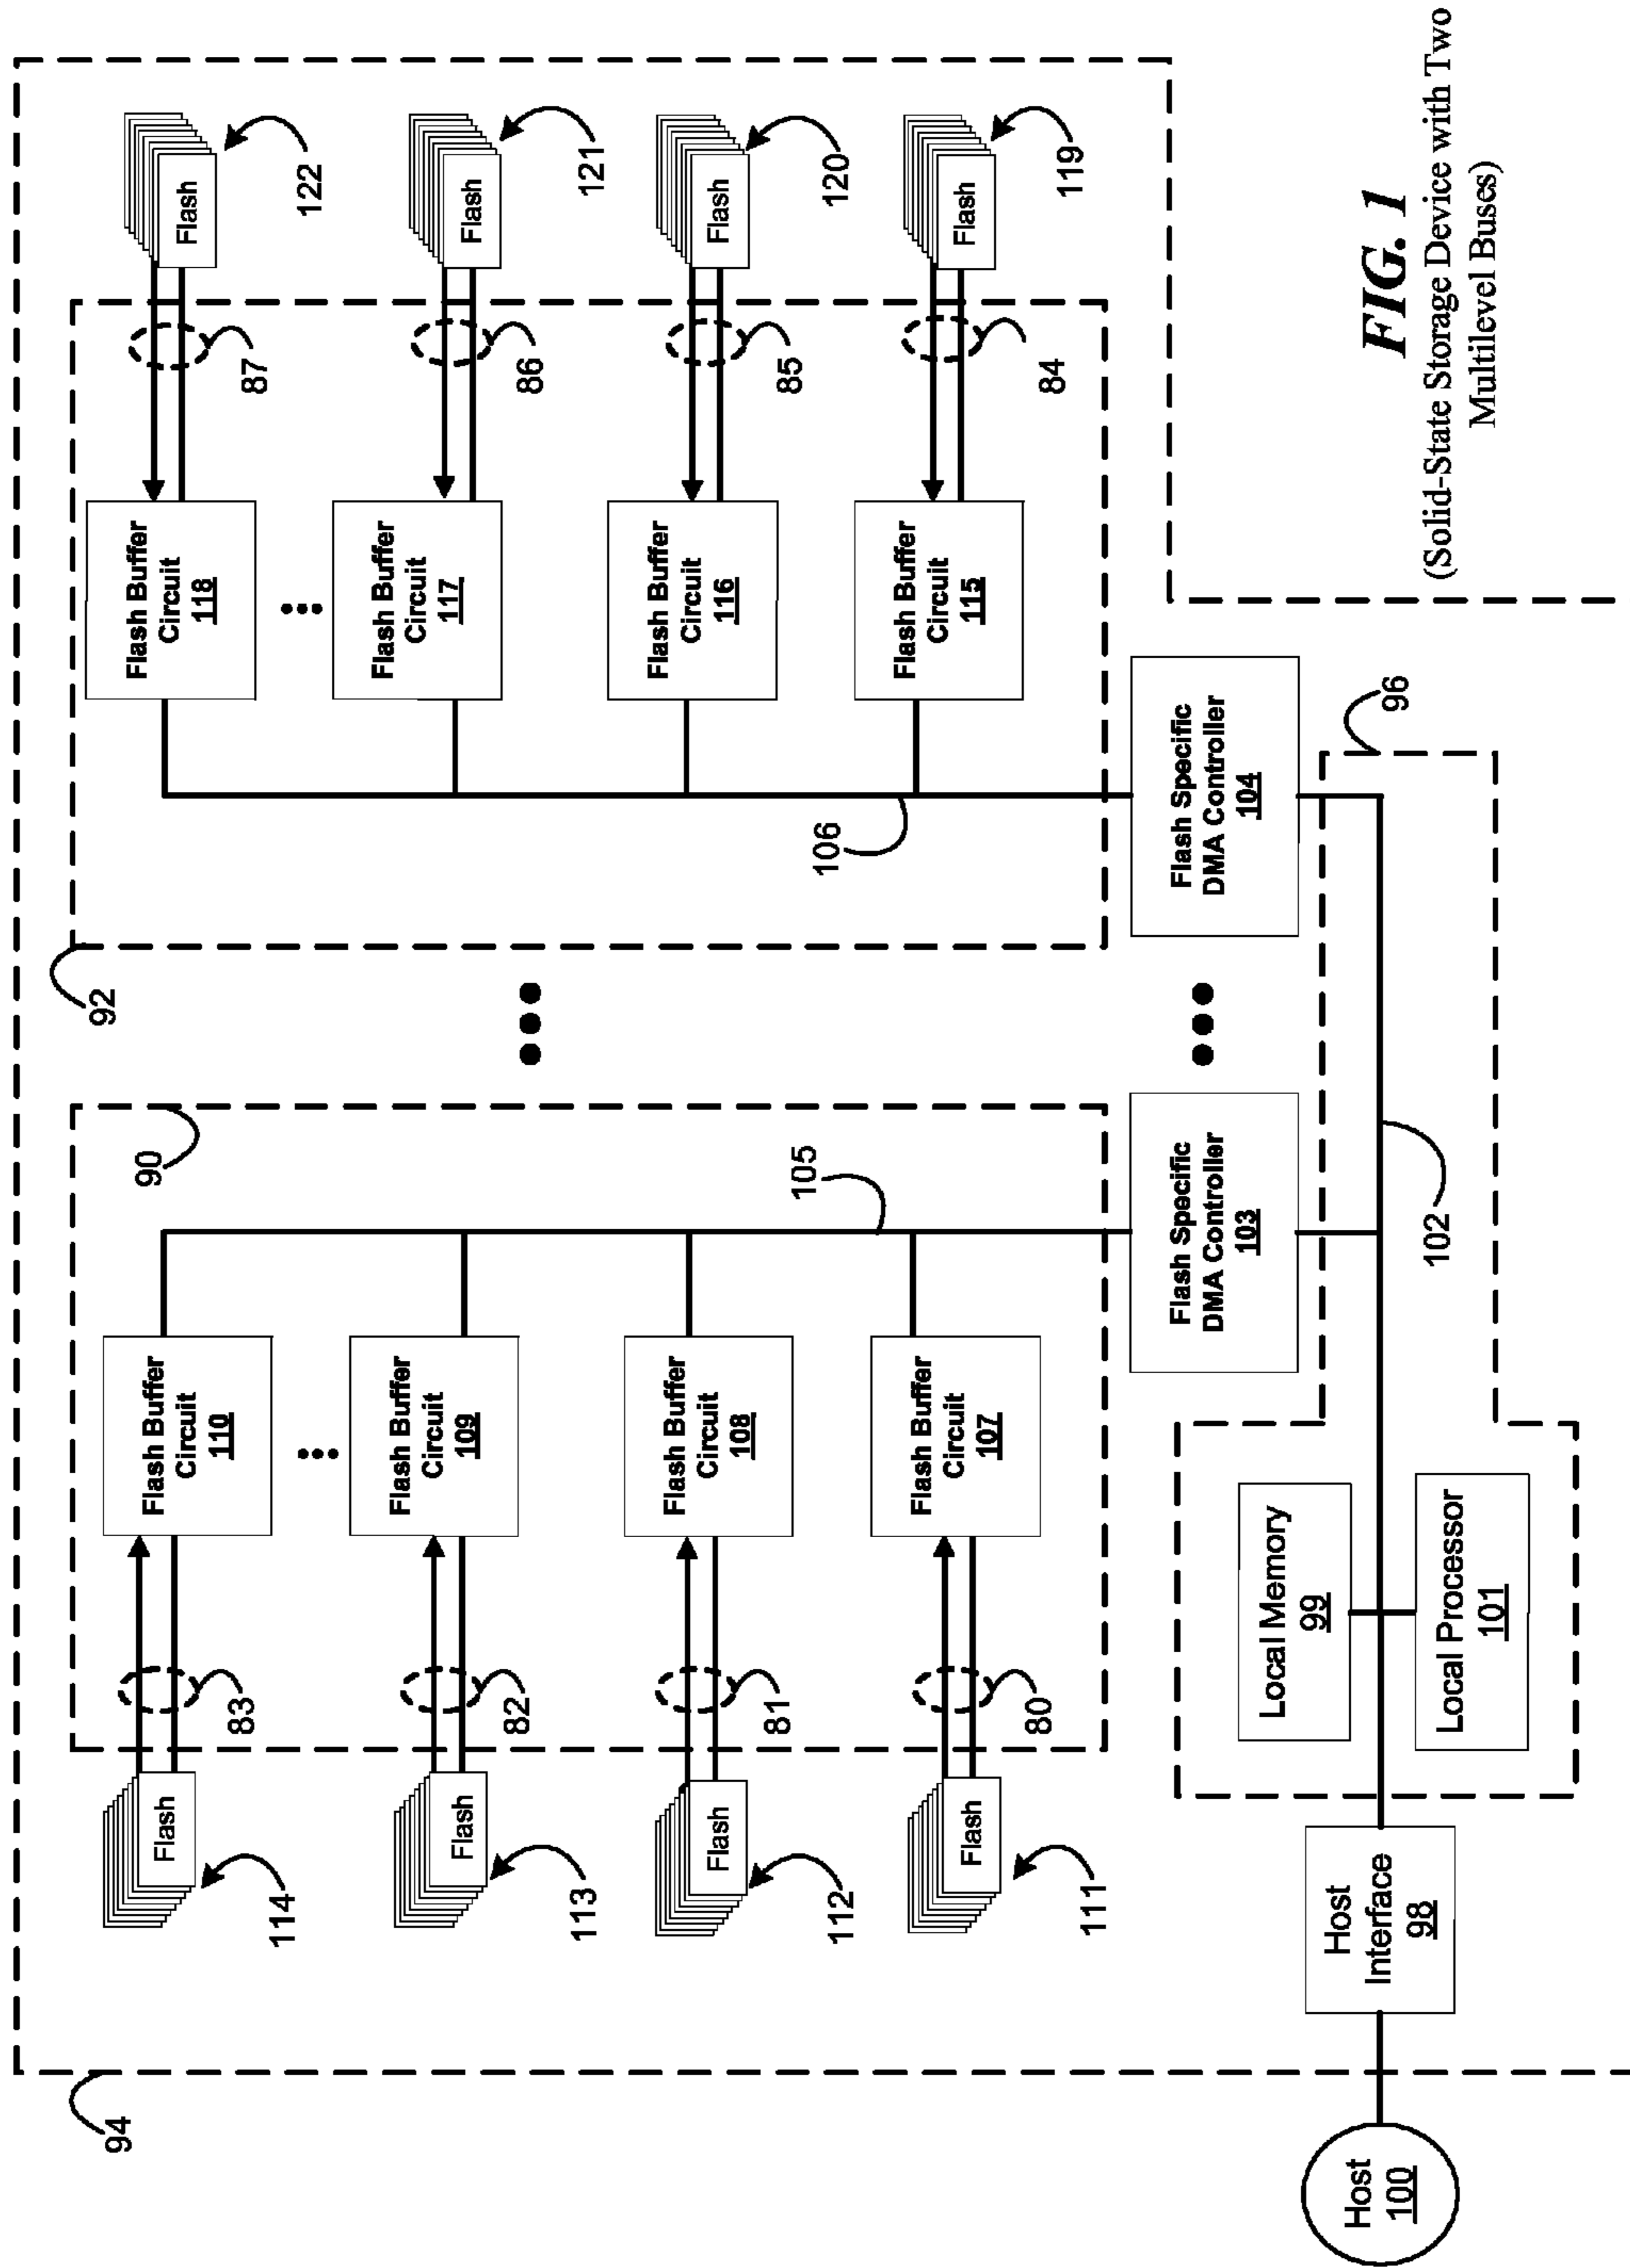 94
92
90
114
Flash
83
Flash Buffer
Circuit
110
Flash Buffer
Circuit
118
87
Flash
122
113
Flash
82
Flash Buffer
Circuit
109
Flash Buffer
Circuit
117
86
Flash
121
112
Flash
81
Flash Buffer
Circuit
108
Flash Buffer
Circuit
116
85
Flash
120
111
Flash
80
Flash Buffer
Circuit
107
105
106
Flash Buffer
Circuit
115
84
Flash
119
Flash Specific
DMA Controller
103
Flash Specific
DMA Controller
104
Host
100
Host
Interface
98
Local Memory
99
Local Processor
101
102
96
FIG. 1
(Solid-State Storage Device with Two
Multilevel Buses)